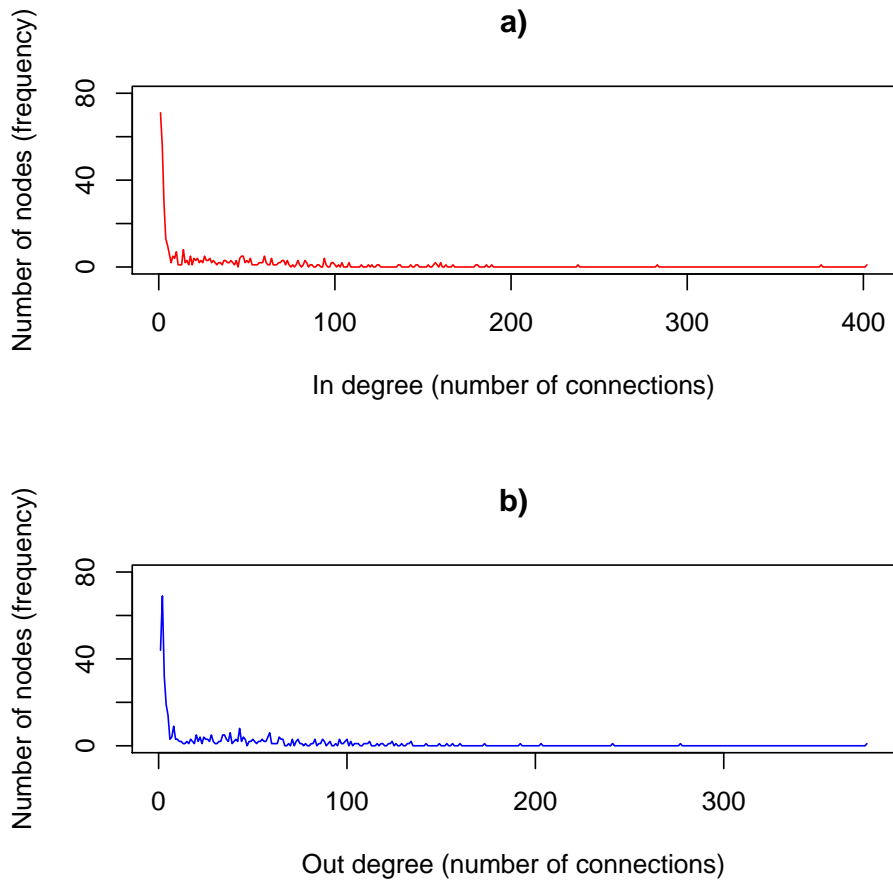 a)
Number of nodes (frequency)
80
40
0
0 100 200 300 400
In degree (number of connections)
b)
Number of nodes (frequency)
80
40
0
0 100 200 300
Out degree (number of connections)